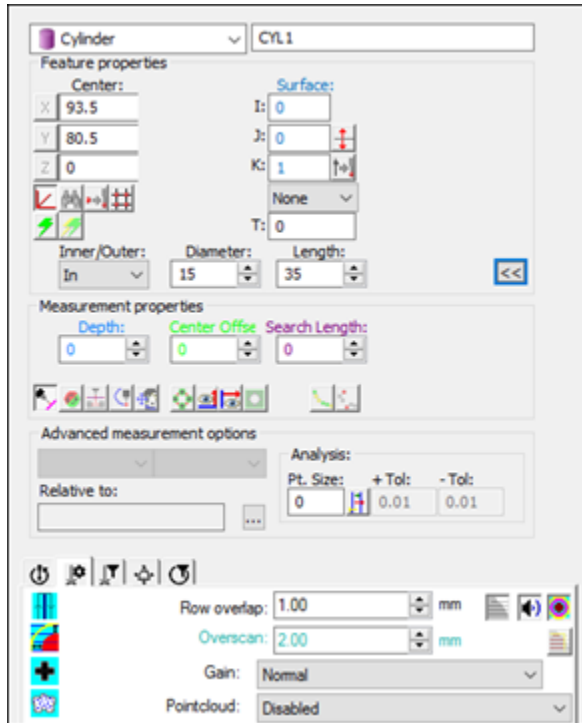 Cylinder CYL1
Feature properties
Center: Surface:
X 93.5 I: 0
Y 80.5 J: 0
Z 0 K: 1
None
T: 0
Inner/Outer: Diameter: Length:
In 15 35 <<
Measurement properties
Depth: Center Offse Search Length:
0 0 0
Advanced measurement options
Analysis:
Pt. Size: + Tol: - Tol:
Relative to: 0 0.01 0.01
...
Row overlap: 1.00 mm
Overscan: 2.00 mm
Gain: Normal
Pointcloud: Disabled